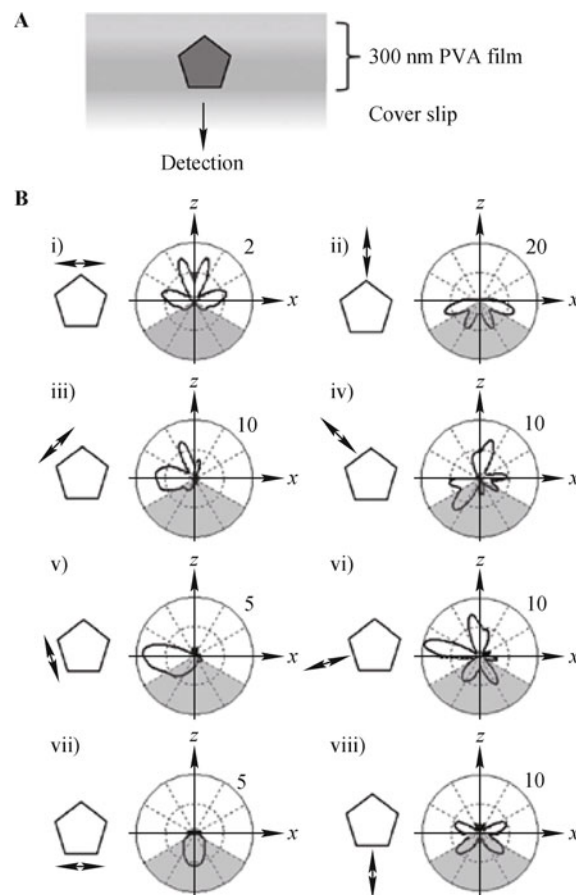 A
300 nm PVA film
Cover slip
Detection
B
z z
i) 2 ii) 20
x x
z z
iii) 10 iv) 10
x x
z z
v) 5 vi) 10
x x
z z
vii) 5 viii) 10
x x